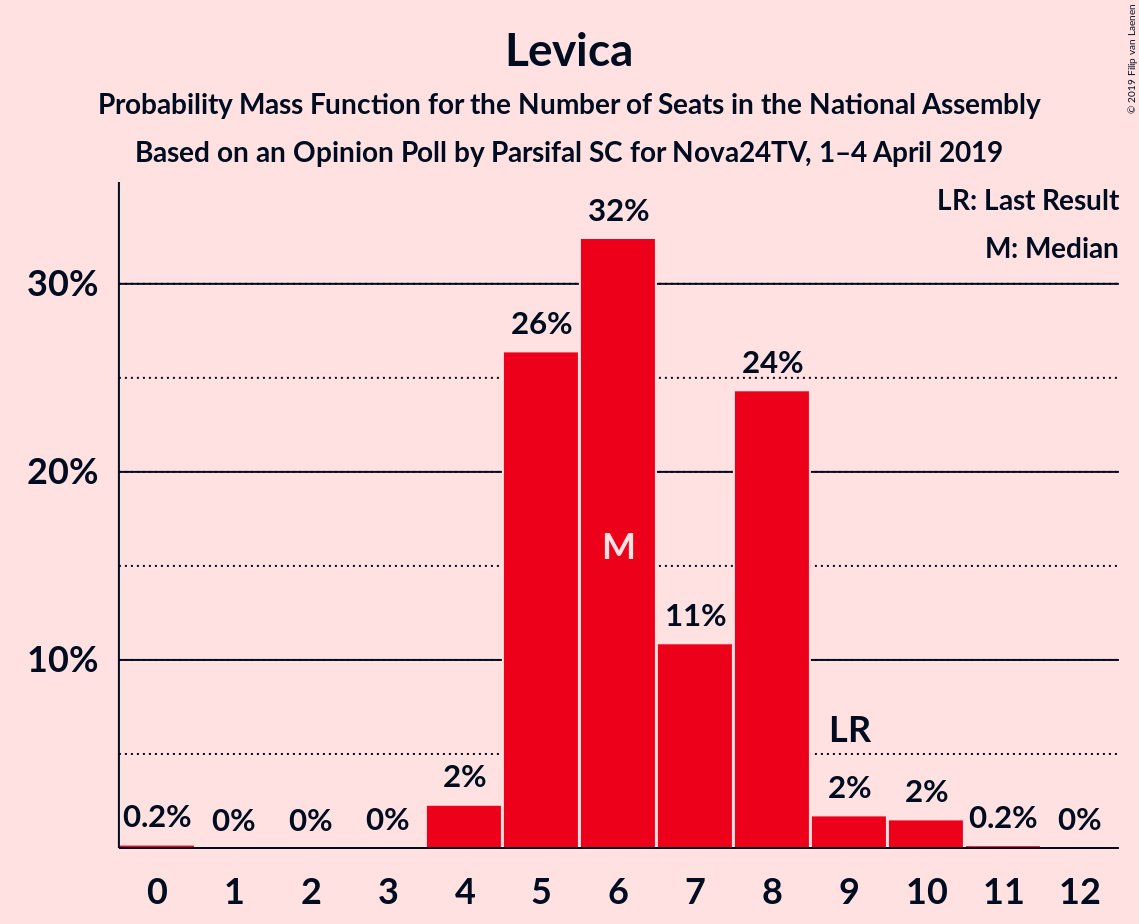 Levica
Probability Mass Function for the Number of Seats in the National Assembly
Based on an Opinion Poll by Parsifal SC for Nova24TV, 1–4 April 2019
© 2019 Filip van Laenen
LR: Last Result
M: Median
32%
30%
26%
24%
20%
M
11%
10%
LR
2%
2%
2%
0.2%
0%
0%
0%
0.2%
0%
0 1 2 3 4 5 6 7 8 9 10 11 12